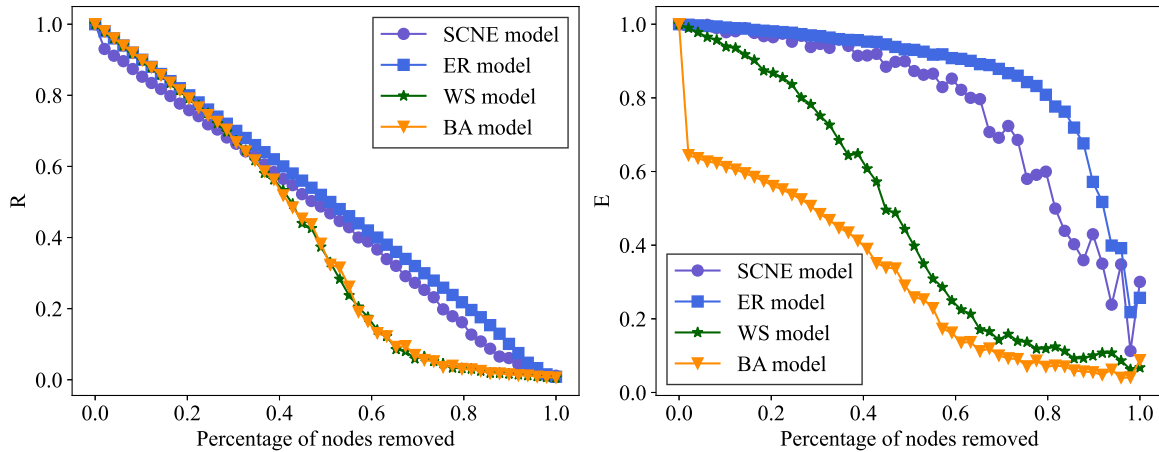 1.0
0.8
0.6
0.4
0.2
0.0
R
SCNE model
ER model
WS model
BA model
0.0 0.2 0.4 0.6 0.8 1.0
Percentage of nodes removed
1.0
0.8
0.6
0.4
0.2
0.0
E
SCNE model
ER model
WS model
BA model
0.0 0.2 0.4 0.6 0.8 1.0
Percentage of nodes removed